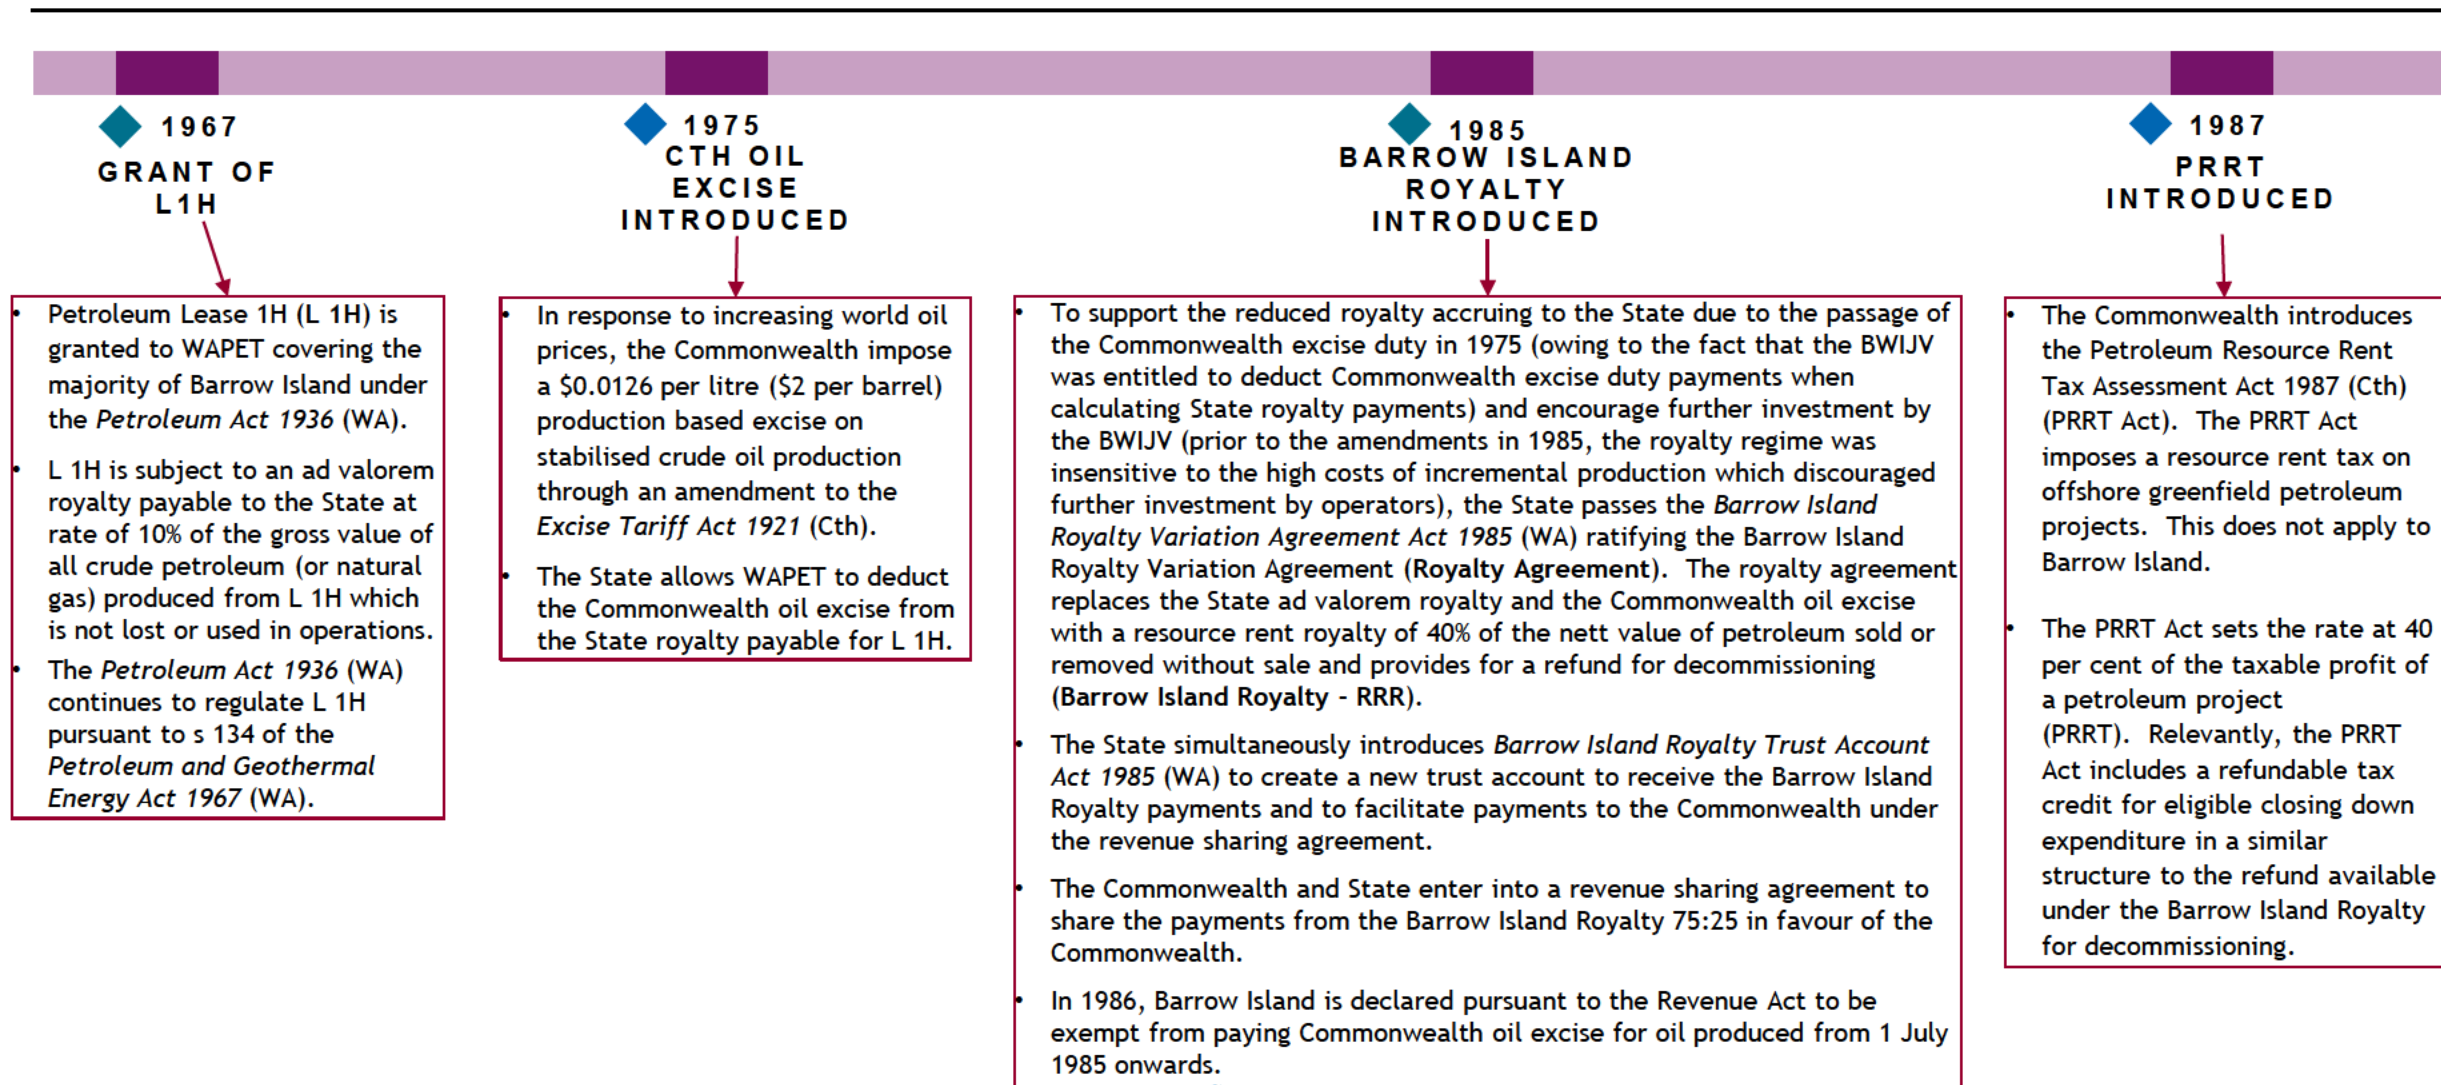 1967
GRANT OF
L1H
• Petroleum Lease 1H (L 1H) is
granted to WAPET covering the
majority of Barrow Island under
the Petroleum Act 1936 (WA).
• L 1H is subject to an ad valorem
royalty payable to the State at
rate of 10% of the gross value of
all crude petroleum (or natural
gas) produced from L 1H which
is not lost or used in operations.
• The Petroleum Act 1936 (WA)
continues to regulate L 1H
pursuant to s 134 of the
Petroleum and Geothermal
Energy Act 1967 (WA).
1975
CTH OIL
EXCISE
INTRODUCED
• In response to increasing world oil
prices, the Commonwealth impose
a $0.0126 per litre ($2 per barrel)
production based excise on
stabilised crude oil production
through an amendment to the
Excise Tariff Act 1921 (Cth).
• The State allows WAPET to deduct
the Commonwealth oil excise from
the State royalty payable for L 1H.
1985
BARROW ISLAND
ROYALTY
INTRODUCED
• To support the reduced royalty accruing to the State due to the passage of
the Commonwealth excise duty in 1975 (owing to the fact that the BWIJV
was entitled to deduct Commonwealth excise duty payments when
calculating State royalty payments) and encourage further investment by
the BWIJV (prior to the amendments in 1985, the royalty regime was
insensitive to the high costs of incremental production which discouraged
further investment by operators), the State passes the Barrow Island
Royalty Variation Agreement Act 1985 (WA) ratifying the Barrow Island
Royalty Variation Agreement (Royalty Agreement). The royalty agreement
replaces the State ad valorem royalty and the Commonwealth oil excise
with a resource rent royalty of 40% of the nett value of petroleum sold or
removed without sale and provides for a refund for decommissioning
(Barrow Island Royalty - RRR).
• The State simultaneously introduces Barrow Island Royalty Trust Account
Act 1985 (WA) to create a new trust account to receive the Barrow Island
Royalty payments and to facilitate payments to the Commonwealth under
the revenue sharing agreement.
• The Commonwealth and State enter into a revenue sharing agreement to
share the payments from the Barrow Island Royalty 75:25 in favour of the
Commonwealth.
• In 1986, Barrow Island is declared pursuant to the Revenue Act to be
exempt from paying Commonwealth oil excise for oil produced from 1 July
1985 onwards.
1987
PRRT
INTRODUCED
• The Commonwealth introduces
the Petroleum Resource Rent
Tax Assessment Act 1987 (Cth)
(PRRT Act). The PRRT Act
imposes a resource rent tax on
offshore greenfield petroleum
projects. This does not apply to
Barrow Island.
• The PRRT Act sets the rate at 40
per cent of the taxable profit of
a petroleum project
(PRRT). Relevantly, the PRRT
Act includes a refundable tax
credit for eligible closing down
expenditure in a similar
structure to the refund available
under the Barrow Island Royalty
for decommissioning.